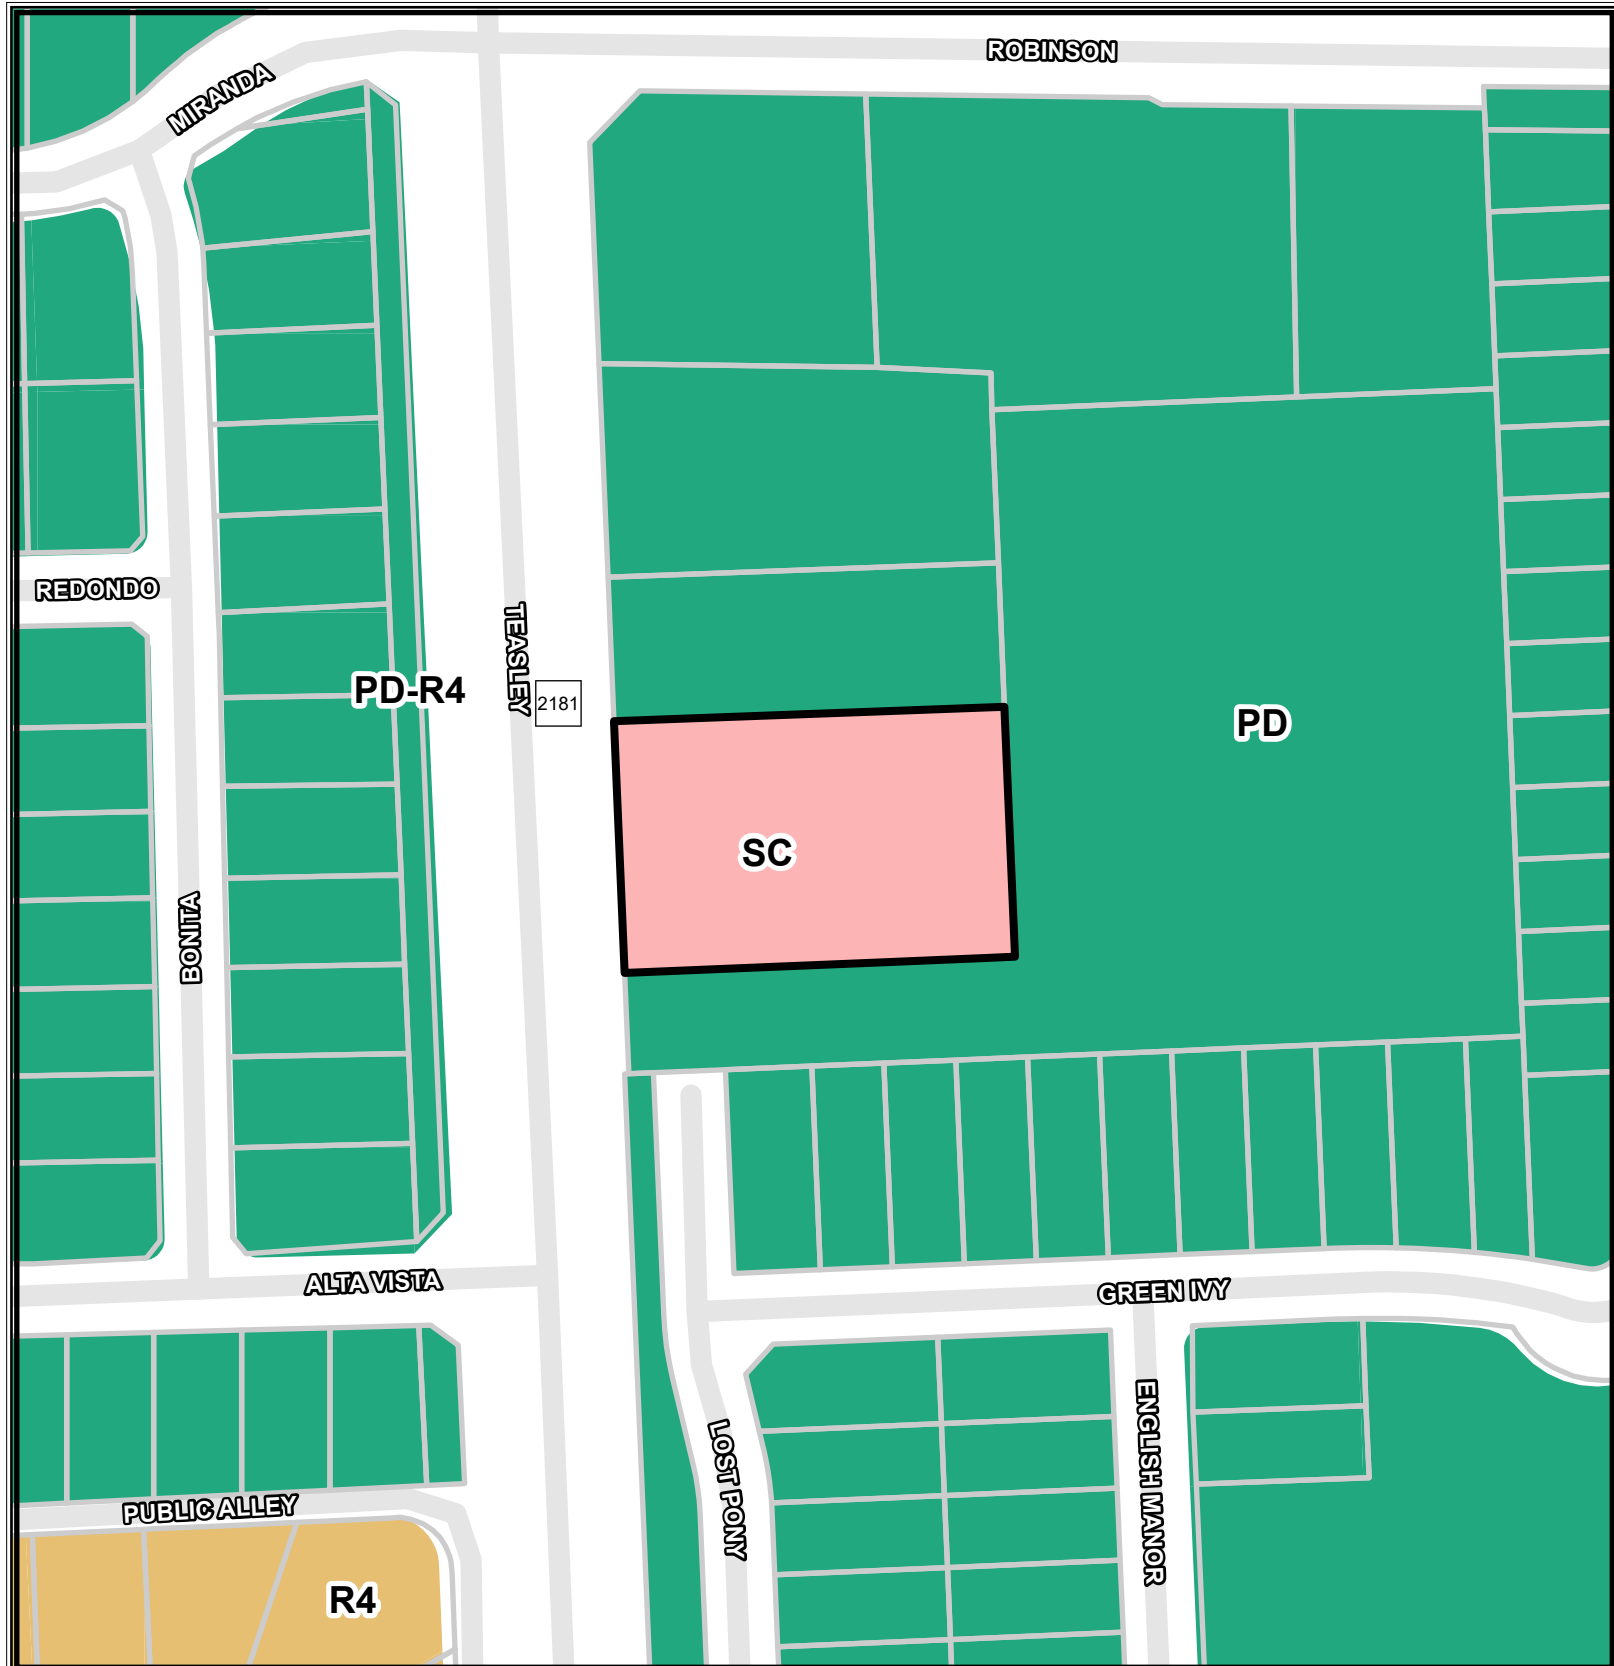 ROBINSON
MIRANDA
REDONDO
TEASLEY
PD-R4
2181
PD
SC
BONITA
ALTA VISTA
GREEN IVY
LOST PONY
ENGLISH MANOR
PUBLIC ALLEY
R4